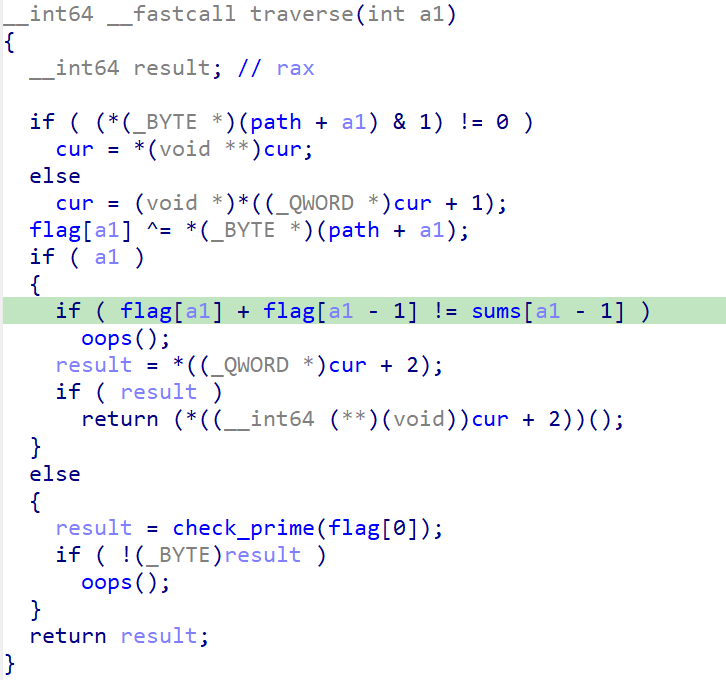 __int64 __fastcall traverse(int a1)
{
  __int64 result; // rax

  if ( (*(_BYTE *)(path + a1) & 1) != 0 )
    cur = *(void **)cur;
  else
    cur = (void *)*((_QWORD *)cur + 1);
  flag[a1] ^= *(_BYTE *)(path + a1);
  if ( a1 )
  {
    if ( flag[a1] + flag[a1 - 1] != sums[a1 - 1] )
      oops();
    result = *((_QWORD *)cur + 2);
    if ( result )
      return (*((__int64 (**)(void))cur + 2))();
  }
  else
  {
    result = check_prime(flag[0]);
    if ( !(_BYTE)result )
      oops();
  }
  return result;
}